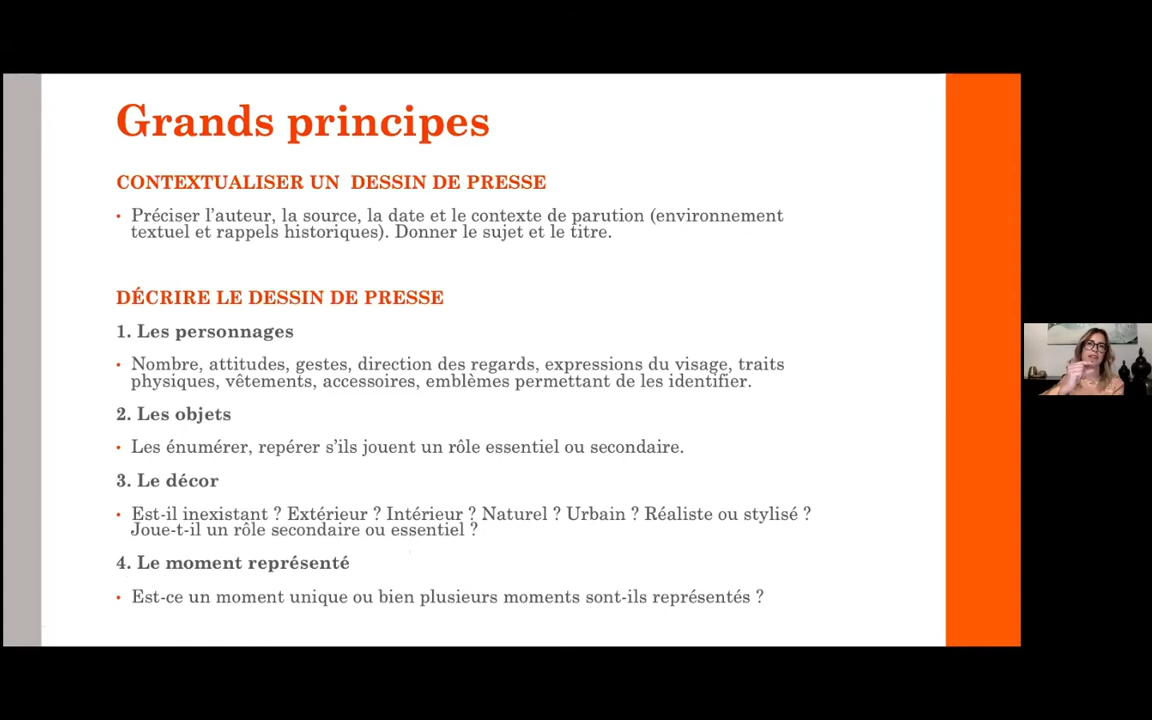 Grands principes
CONTEXTUALISER UN DESSIN DE PRESSE
• Préciser l’auteur, la source, la date et le contexte de parution (environnement
textuel et rappels historiques). Donner le sujet et le titre.
DÉCRIRE LE DESSIN DE PRESSE
1. Les personnages
• Nombre, attitudes, gestes, direction des regards, expressions du visage, traits
physiques, vêtements, accessoires, emblèmes permettant de les identifier.
2. Les objets
• Les énumérer, repérer s’ils jouent un rôle essentiel ou secondaire.
3. Le décor
• Est-il inexistant ? Extérieur ? Intérieur ? Naturel ? Urbain ? Réaliste ou stylisé ?
Joue-t-il un rôle secondaire ou essentiel ?
4. Le moment représenté
• Est-ce un moment unique ou bien plusieurs moments sont-ils représentés ?